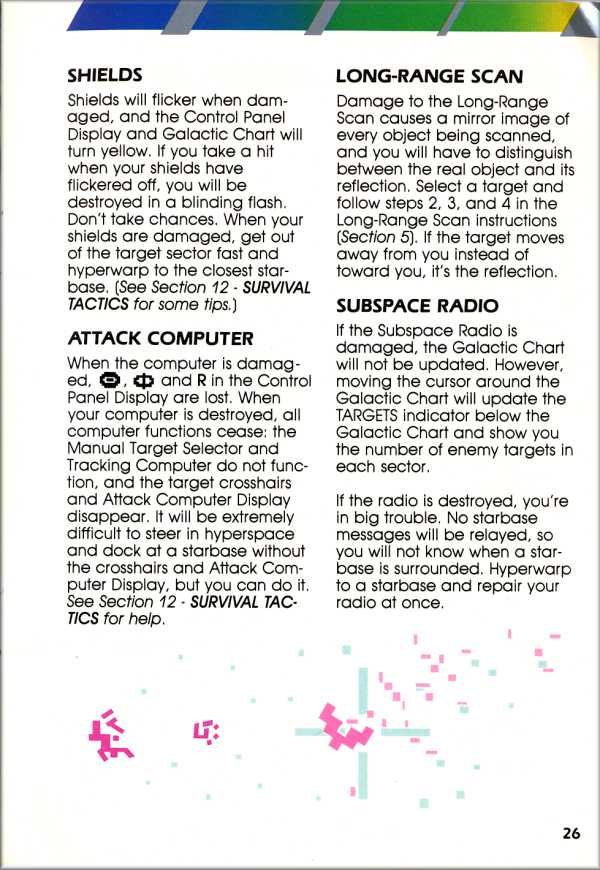 SHIELDS
Shields will flicker when dam-
aged, and the Control Panel
Display and Galactic Chart will
turn yellow. If you take a hit
when your shields have
flickered off, you will be
destroyed in a blinding flash.
Don't take chances. When your
shields are damaged, get out
of the target sector fast and
hyperwarp to the closest star-
base. (See Section 12 - SURVIVAL
TACTICS for some tips.)
ATTACK COMPUTER
When the computer is damag-
ed, , and R in the Control
Panel Display are lost. When
your computer is destroyed, all
computer functions cease: the
Manual Target Selector and
Tracking Computer do not func-
tion, and the target crosshairs
and Attack Computer Display
disappear. It will be extremely
difficult to steer in hyperspace
and dock at a starbase without
the crosshairs and Attack Com-
puter Display, but you can do it.
See Section 12 - SURVIVAL TAC-
TICS for help.
LONG-RANGE SCAN
Damage to the Long-Range
Scan causes a mirror image of
every object being scanned,
and you will have to distinguish
between the real object and its
reflection. Select a target and
follow steps 2, 3, and 4 in the
Long-Range Scan instructions
(Section 5). If the target moves
away from you instead of
toward you, it's the reflection.
SUBSPACE RADIO
If the Subspace Radio is
damaged, the Galactic Chart
will not be updated. However,
moving the cursor around the
Galactic Chart will update the
TARGETS indicator below the
Galactic Chart and show you
the number of enemy targets in
each sector.
If the radio is destroyed, you're
in big trouble. No starbase
messages will be relayed, so
you will not know when a star-
base is surrounded. Hyperwarp
to a starbase and repair your
radio at once.
26